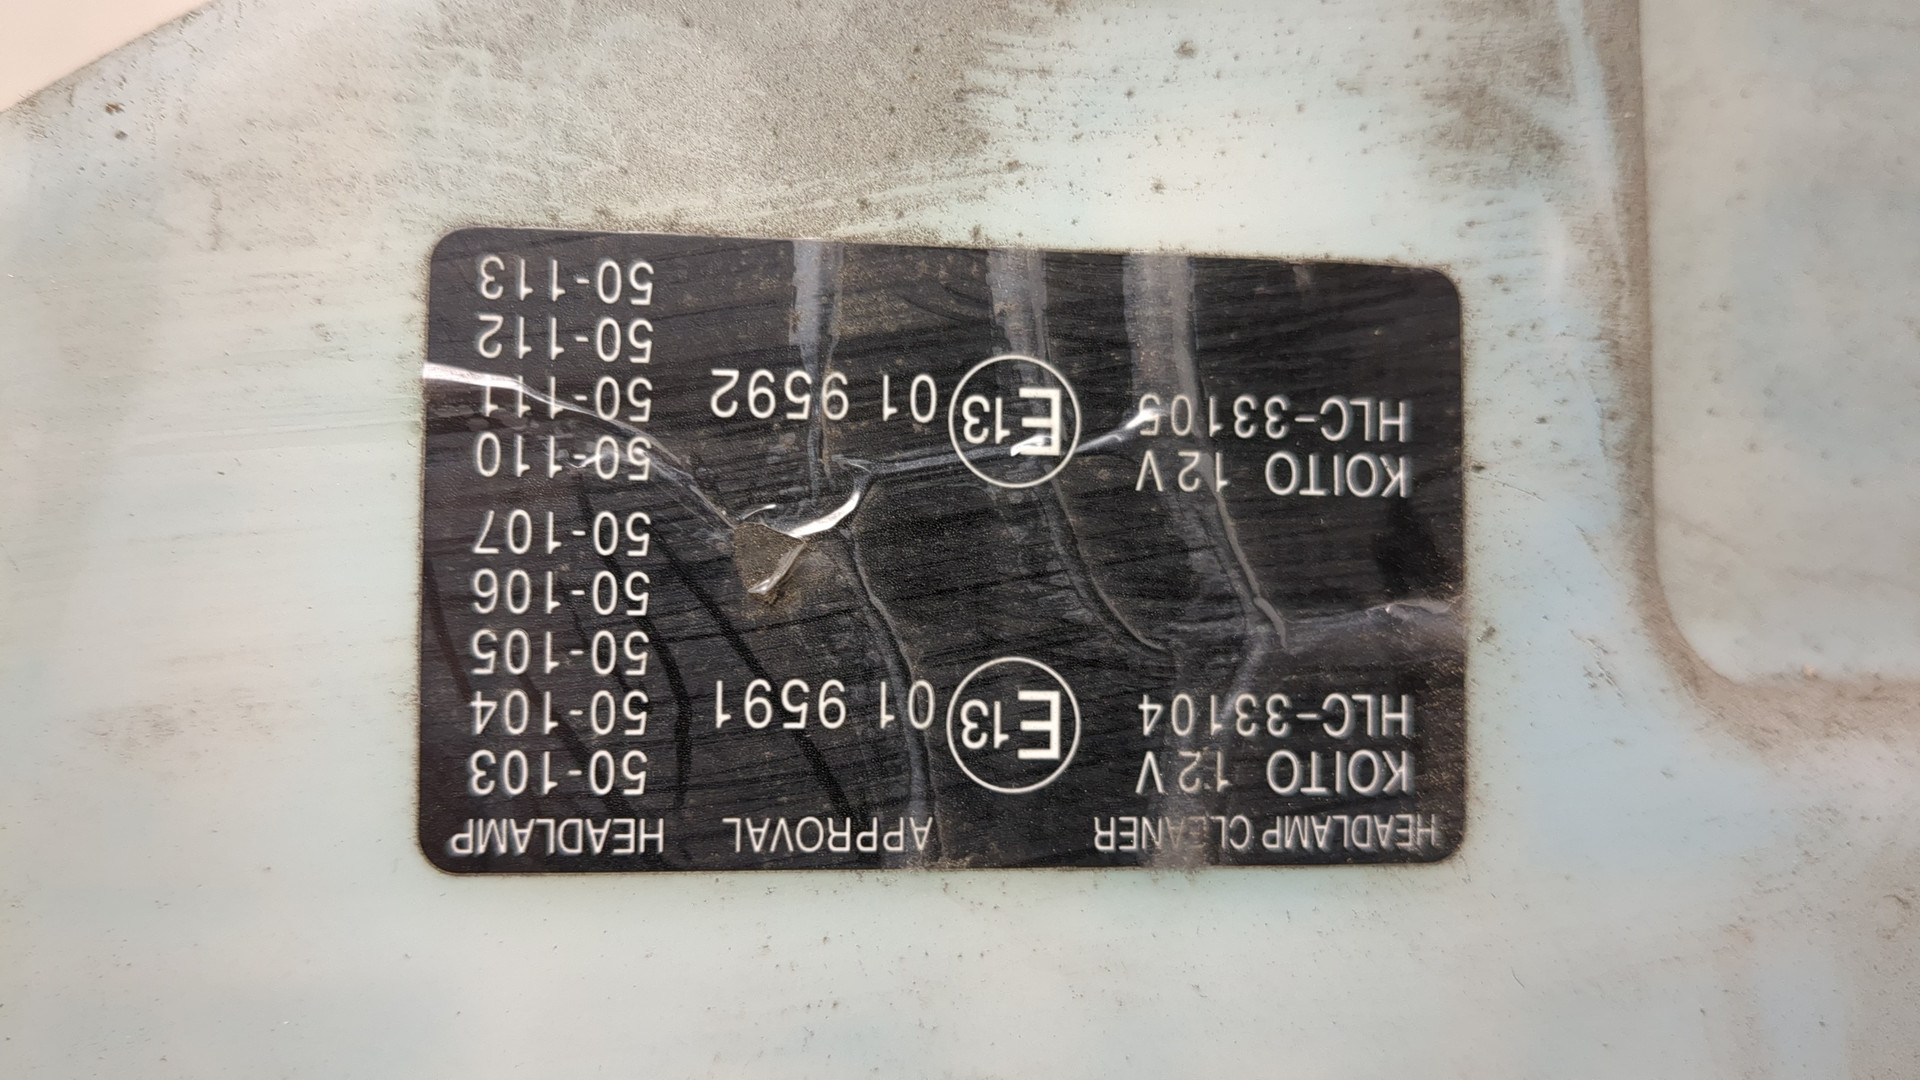 HEADLAMP CLEANER APPROVAL HEADLAMP
KOITO 12V
HLC-33104
E13 01 9591
50-103
50-104
50-105
50-106
50-107
KOITO 12V
HLC-33105
E13 01 9592
50-110
50-111
50-112
50-113